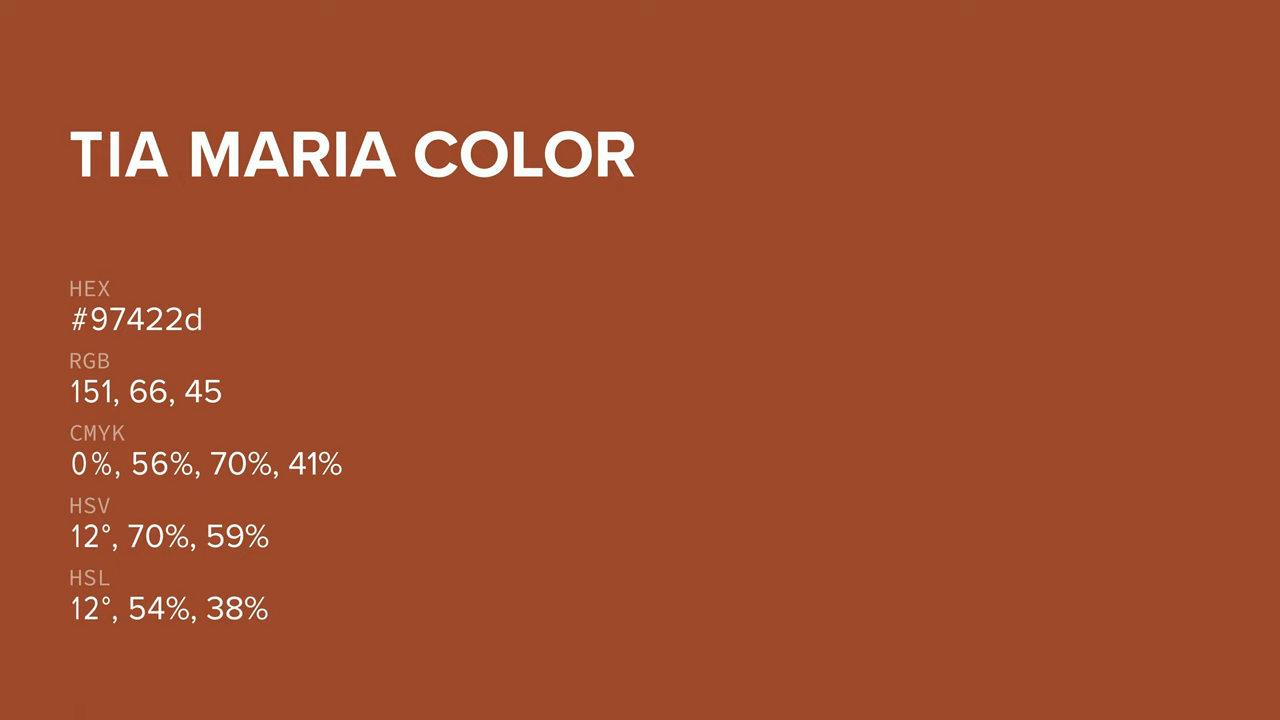 TIA MARIA COLOR
HEX
#97422d
RGB
151, 66, 45
CMYK
0%, 56%, 70%, 41%
HSV
12°, 70%, 59%
HSL
12°, 54%, 38%